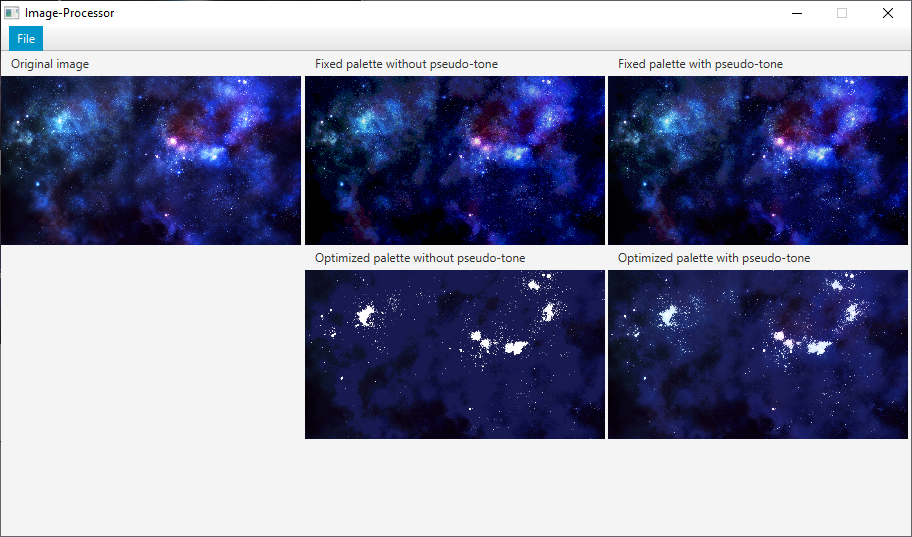 Image-Processor
File
Original image
Fixed palette without pseudo-tone
Fixed palette with pseudo-tone
Optimized palette without pseudo-tone
Optimized palette with pseudo-tone